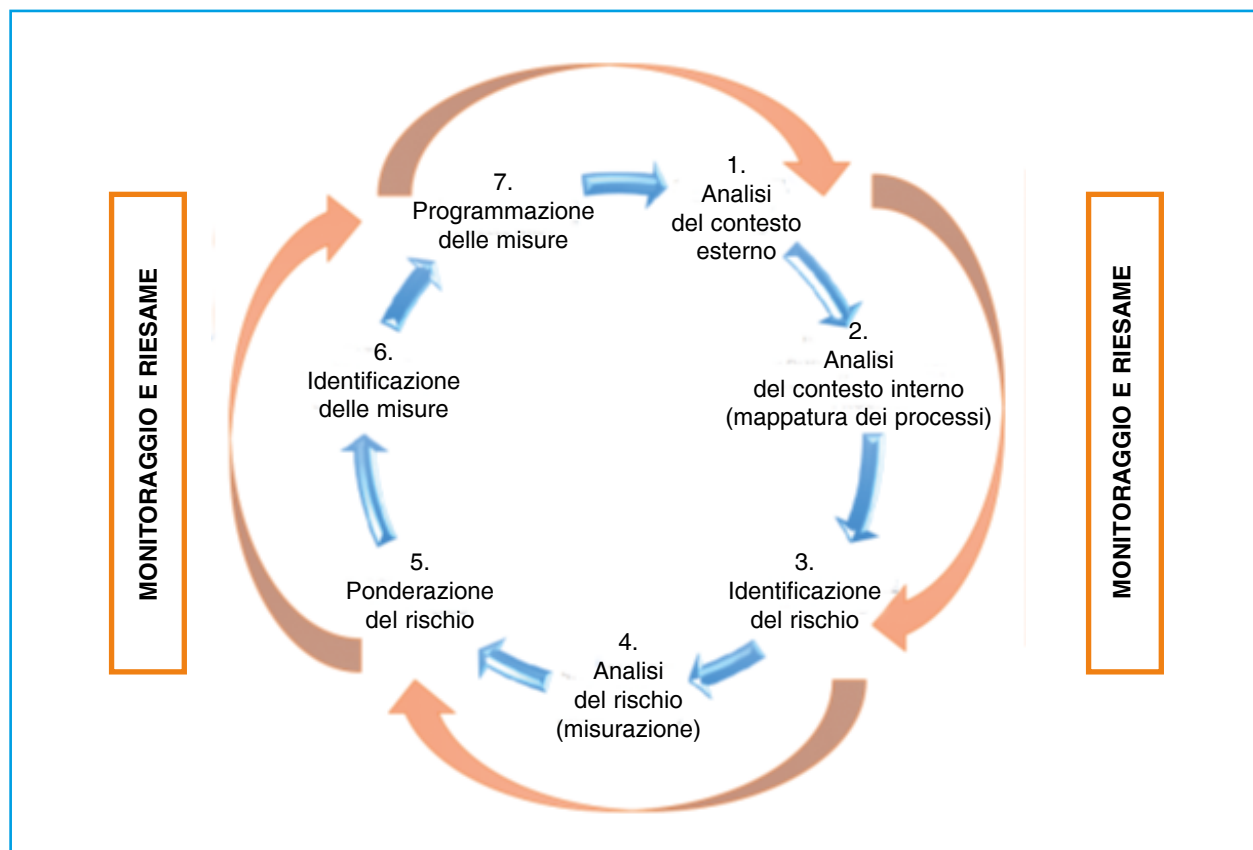 MONITORAGGIO E RIESAME
1.
Analisi
del contesto
esterno
2.
Analisi
del contesto interno
(mappatura dei processi)
3.
Identificazione
del rischio
4.
Analisi
del rischio
(misurazione)
5.
Ponderazione
del rischio
6.
Identificazione
delle misure
7.
Programmazione
delle misure
MONITORAGGIO E RIESAME